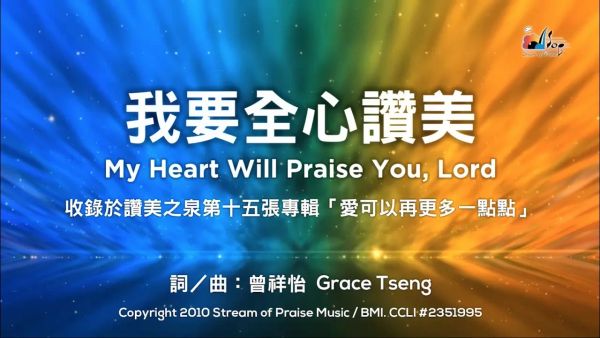 我要全心讚美
My Heart Will Praise You, Lord
收錄於讚美之泉第十五張專輯「愛可以再更多一點點」
詞／曲：曾祥怡 Grace Tseng
Copyright 2010 Stream of Praise Music / BMI. CCLI #2351995